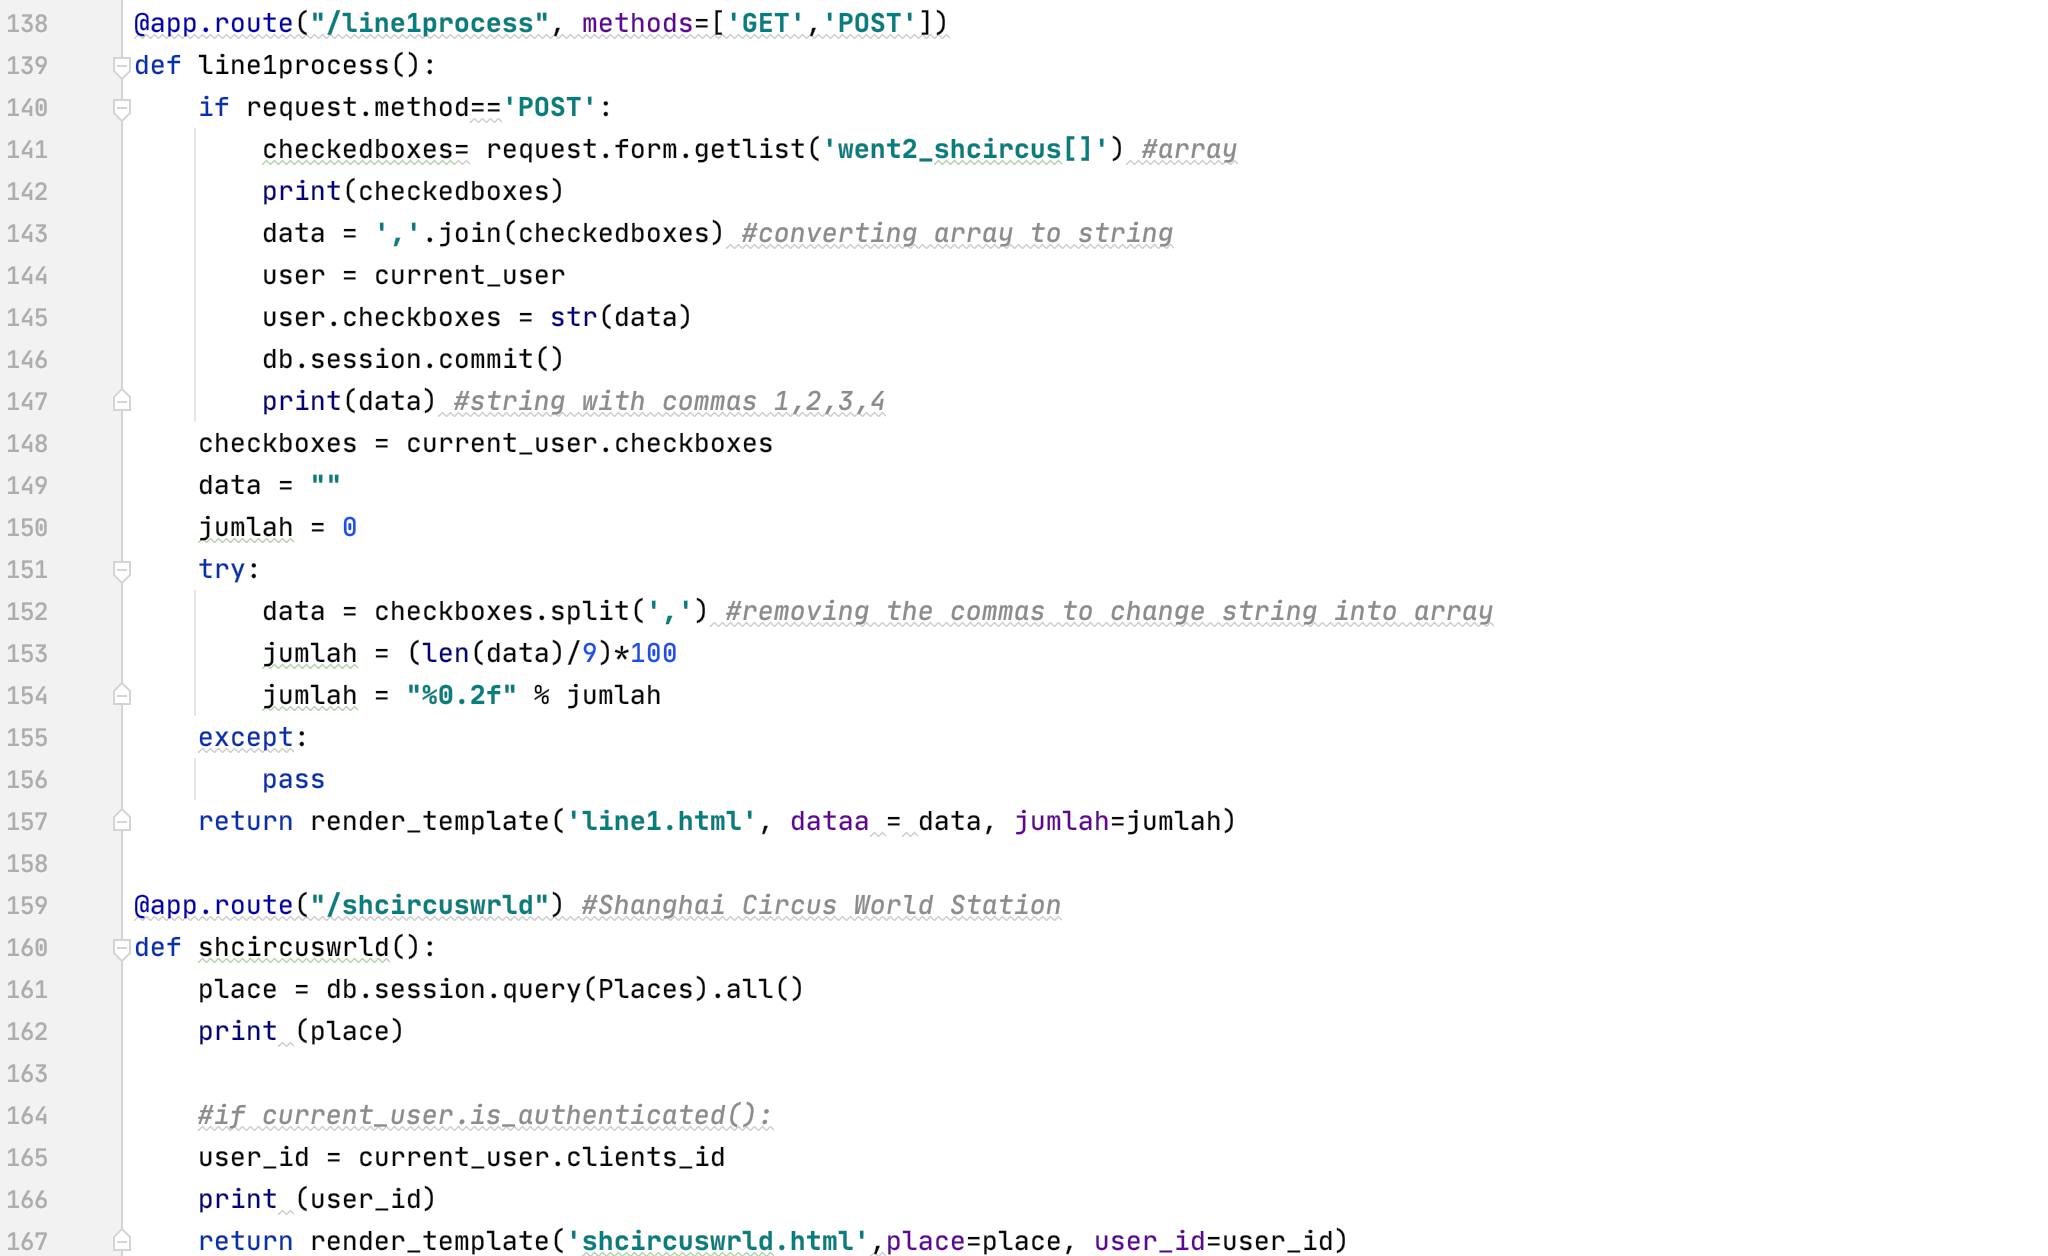 138 @app.route("/line1process", methods=['GET','POST'])
139 def line1process():
140     if request.method=='POST':
141         checkedboxes= request.form.getlist('went2_shcircus[]') #array
142         print(checkedboxes)
143         data = ','.join(checkedboxes) #converting array to string
144         user = current_user
145         user.checkboxes = str(data)
146         db.session.commit()
147         print(data) #string with commas 1,2,3,4
148     checkboxes = current_user.checkboxes
149     data = ""
150     jumlah = 0
151     try:
152         data = checkboxes.split(',') #removing the commas to change string into array
153         jumlah = (len(data)/9)*100
154         jumlah = "%0.2f" % jumlah
155     except:
156         pass
157     return render_template('line1.html', dataa = data, jumlah=jumlah)
158
159 @app.route("/shcircuswrld") #Shanghai Circus World Station
160 def shcircuswrld():
161     place = db.session.query(Places).all()
162     print (place)
163
164     #if current_user.is_authenticated():
165     user_id = current_user.clients_id
166     print (user_id)
167     return render_template('shcircuswrld.html',place=place, user_id=user_id)